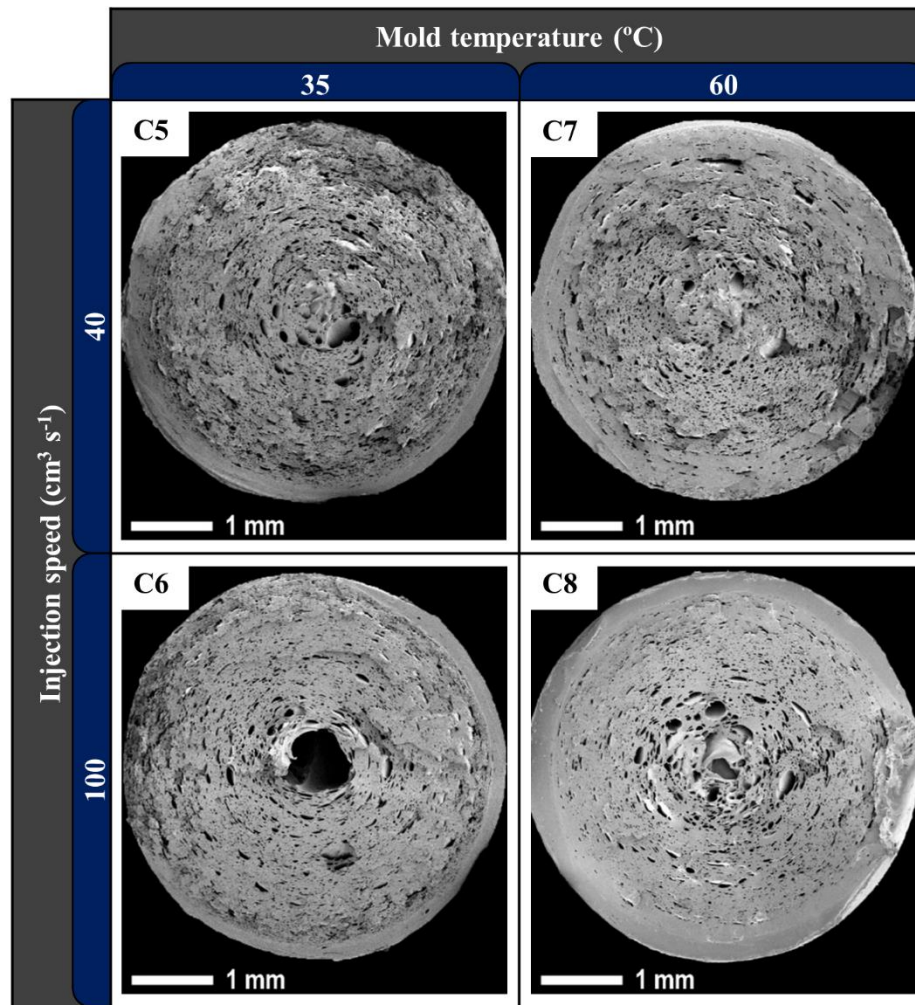 Mold temperature (ºC)
35 60
Injection speed (cm³ s⁻¹)
40
C5 C7
1 mm 1 mm
100
C6 C8
1 mm 1 mm